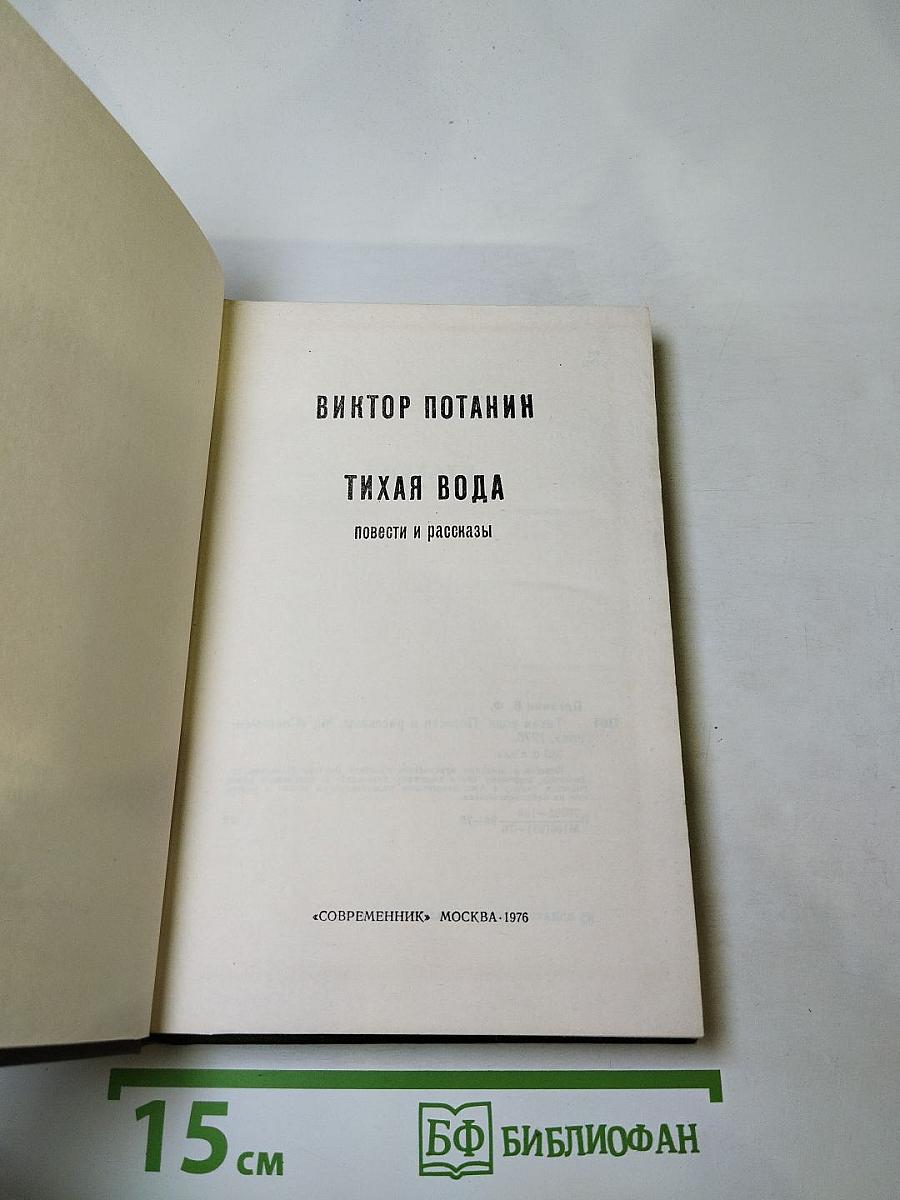 ВИКТОР ПОТАНИН
ТИХАЯ ВОДА
повести и рассказы
«СОВРЕМЕННИК» МОСКВА·1976
15 см
БФ БИБЛИОФАН